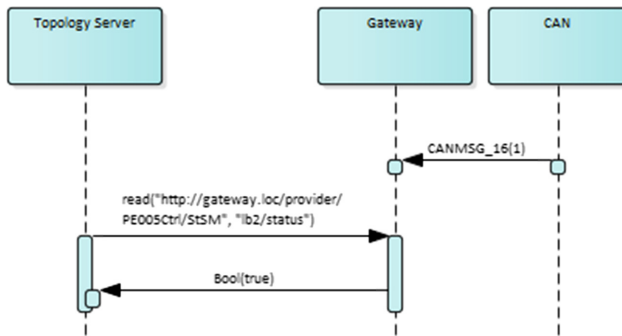 Topology Server
Gateway
CAN
CANMSG_16(1)
read("http://gateway.loc/provider/
PE005Ctrl/StSM", "lb2/status")
Bool(true)